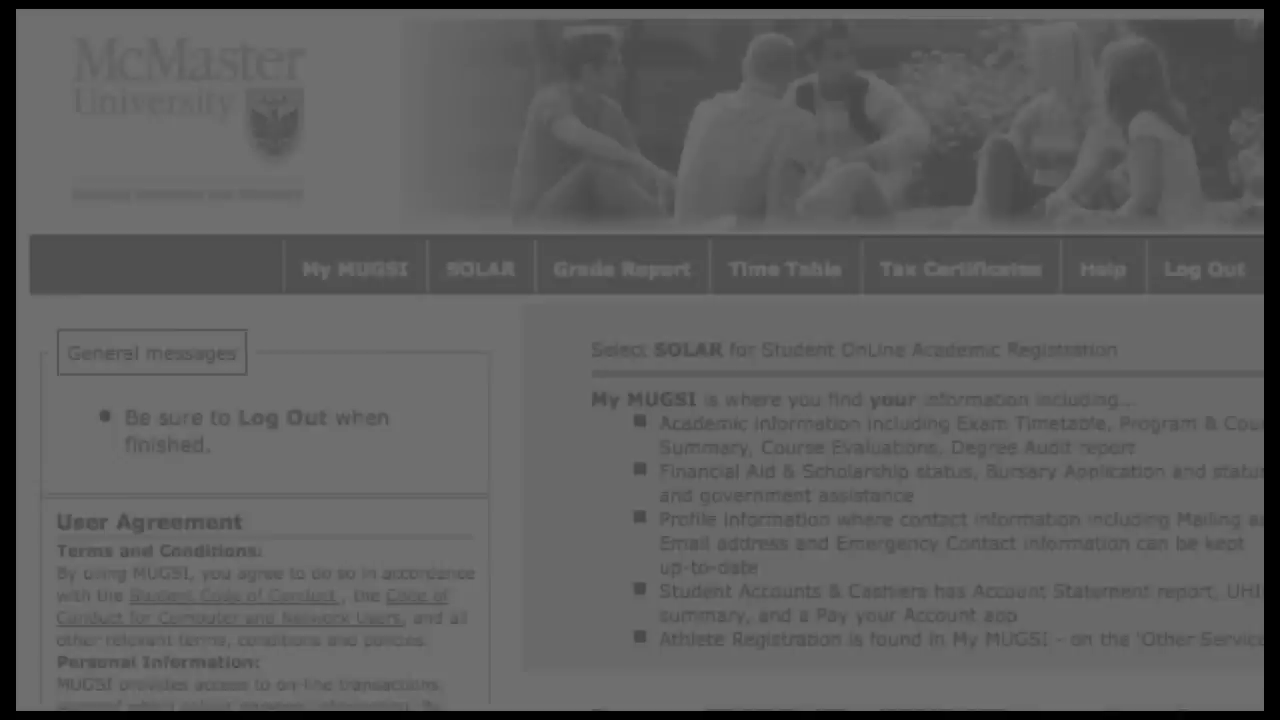 McMaster
University
My MUGSI
SOLAR
Grade Report
Time Table
Tax Certificates
Help
Log Out
General messages
Be sure to Log Out when
finished.
User Agreement
Terms and Conditions:
By using MUGSI, you agree to do so in accordance
with the Student Code of Conduct , the Code of
Conduct for Computer and Network Users, and all
other relevant terms, conditions and policies.
Personal Information:
MUGSI provides access to on-line transactions
Select SOLAR for Student OnLine Academic Registration
My MUGSI is where you find your information including...
Academic information including Exam Timetable, Program & Cou
Summary, Course Evaluations, Degree Audit report
Financial Aid & Scholarship status, Bursary Application and status
and government assistance
Profile Information where contact information including Mailing a
Email address and Emergency Contact information can be kept
up-to-date
Student Accounts & Cashiers has Account Statement report, UHI
summary, and a Pay your Account app
Athlete Registration is found in My MUGSI - on the 'Other Service